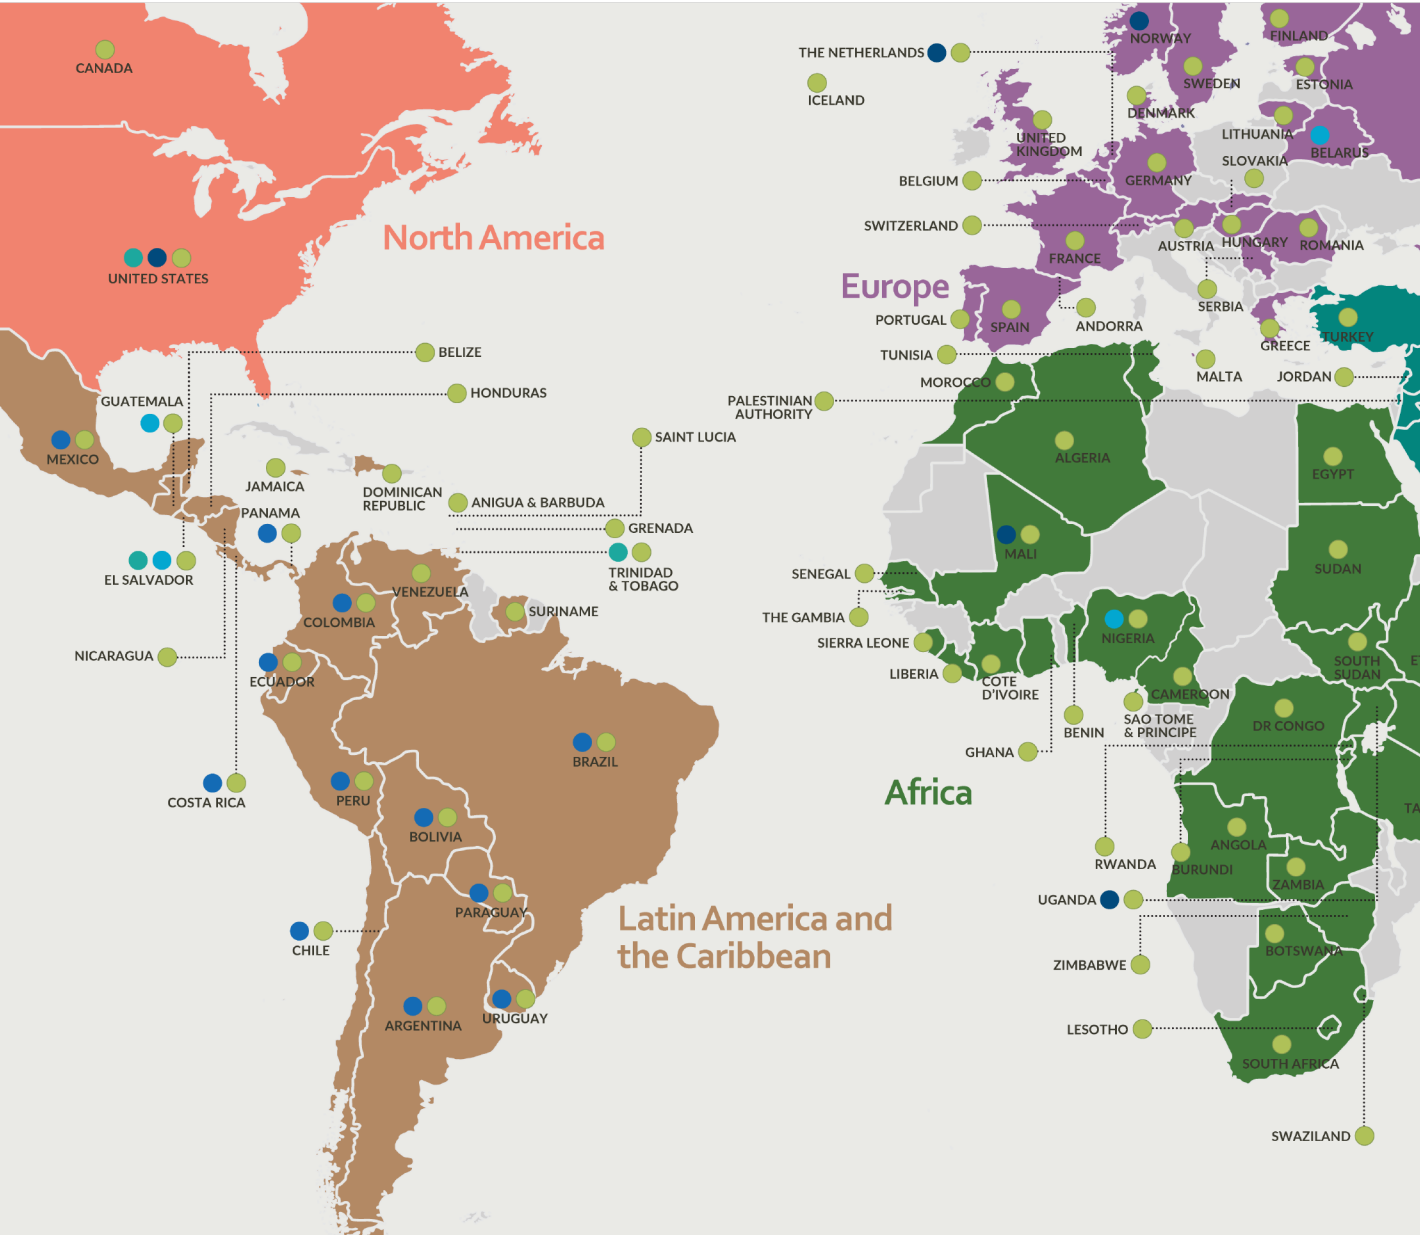 CANADA
UNITED STATES
North America
BELIZE
HONDURAS
GUATEMALA
MEXICO
JAMAICA
DOMINICAN
REPUBLIC
SAINT LUCIA
ANIGUA & BARBUDA
PANAMA
GRENADA
EL SALVADOR
TRINIDAD
& TOBAGO
VENEZUELA
SURINAME
COLOMBIA
NICARAGUA
ECUADOR
BRAZIL
COSTA RICA
PERU
BOLIVIA
PARAGUAY
Latin America and
the Caribbean
CHILE
ARGENTINA
URUGUAY
THE NETHERLANDS
NORWAY
FINLAND
ICELAND
SWEDEN
ESTONIA
DENMARK
UNITED
KINGDOM
LITHUANIA
BELARUS
SLOVAKIA
BELGIUM
GERMANY
SWITZERLAND
AUSTRIA
HUNGARY
ROMANIA
FRANCE
Europe
SERBIA
PORTUGAL
SPAIN
ANDORRA
GREECE
TURKEY
TUNISIA
MALTA
JORDAN
MOROCCO
PALESTINIAN
AUTHORITY
ALGERIA
EGYPT
MALI
SENEGAL
SUDAN
THE GAMBIA
SIERRA LEONE
NIGERIA
LIBERIA
COTE
D'IVOIRE
SOUTH
SUDAN
E
CAMEROON
SAO TOME
& PRINCIPE
DR CONGO
BENIN
GHANA
Africa
TA
ANGOLA
RWANDA
BURUNDI
ZAMBIA
UGANDA
BOTSWANA
ZIMBABWE
LESOTHO
SOUTH AFRICA
SWAZILAND